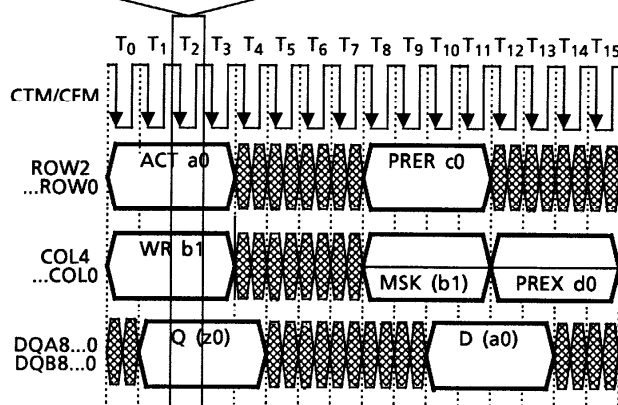 T0 T1 T2 T3 T4 T5 T6 T7 T8 T9 T10 T11 T12 T13 T14 T15
CTM/CFM
ROW2
...ROW0
ACT a0
PRER c0
COL4
...COL0
WR b1
MSK (b1)
PREX d0
DQA8...0
DQB8...0
Q (z0)
D (a0)